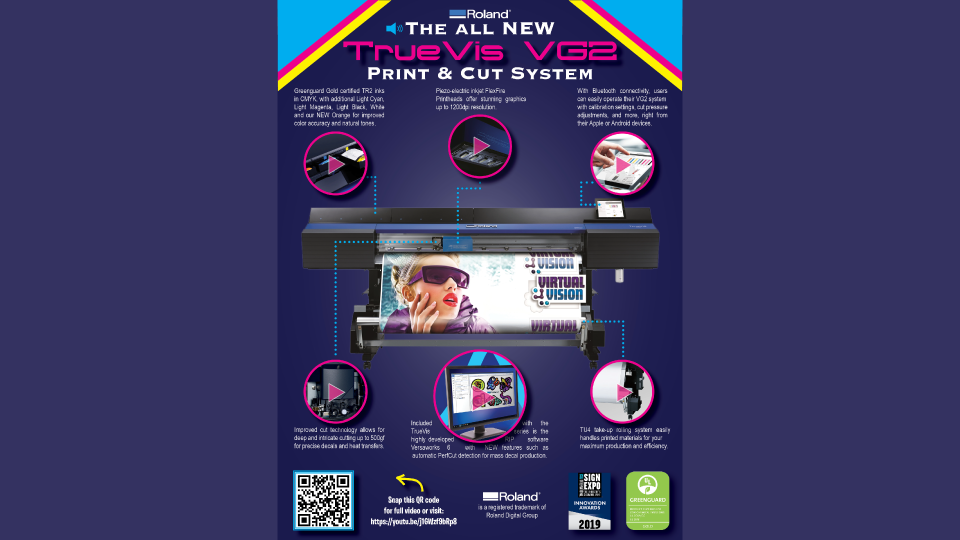 Roland
THE ALL NEW
TrueVis VG2
PRINT & CUT SYSTEM
Greenguard Gold certified TR2 inks
in CMYK, with additional Light Cyan,
Light Magenta, Light Black, White
and our NEW Orange for improved
color accuracy and natural tones.
Piezo-electric inkjet FlexFire
Printheads offer stunning graphics
up to 1200dpi resolution.
With Bluetooth connectivity, users
can easily operate their VG2 system
with calibration settings, cut pressure
adjustments, and more, right from
their Apple or Android devices.
VISION
VIRTUAL
VISION
VIRTUAL
Improved cut technology allows for
deep and intricate cutting up to 500gf
for precise decals and heat transfers.
Included with the
TrueVis series is the
highly developed RIP software
Versaworks 6 with NEW features such as
automatic PerfCut detection for mass decal production.
TU4 take-up rolling system easily
handles printed materials for your
maximum production and efficiency.
Snap this QR code
for full video or visit:
Roland
is a registered trademark of
Roland Digital Group
SIGN
EXPO
INNOVATION
AWARDS
2019
GREENGUARD